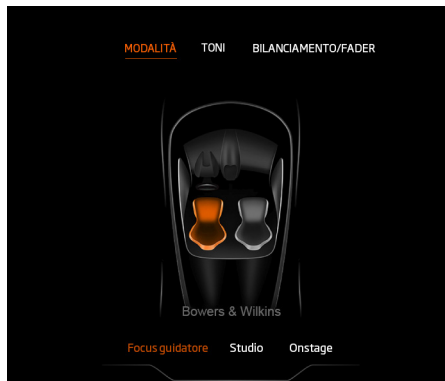 MODALITÀ TONI BILANCIAMENTO/FADER
Bowers & Wilkins
Focus guidatore Studio Onstage